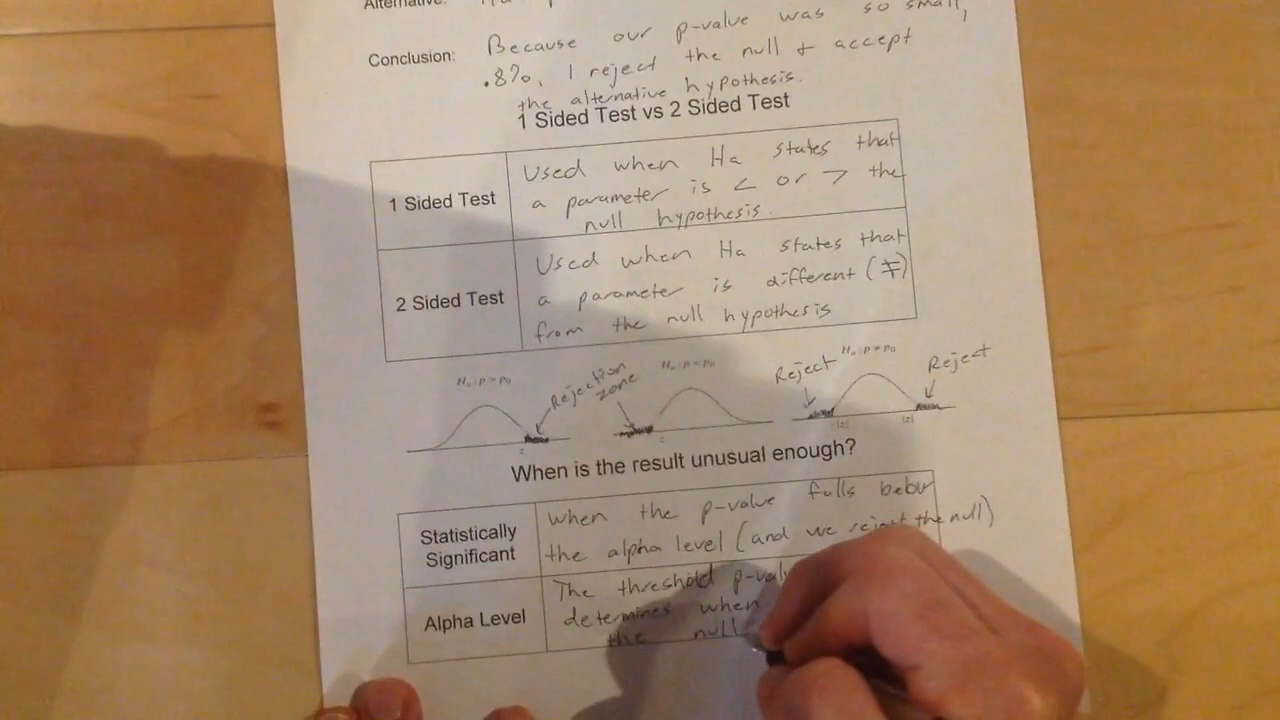 Alternative: Ha
Conclusion: Because our p-value was so small,
.8%, I reject the null + accept
the alternative hypothesis.
1 Sided Test vs 2 Sided Test
1 Sided Test
Used when Ha states that
a parameter is < or > the
null hypothesis.
2 Sided Test
Used when Ha states that
a parameter is different (≠)
from the null hypothesis
Rejection
zone
Reject
Reject
|z|
|z|
When is the result unusual enough?
Statistically
Significant
When the p-value falls below
the alpha level (and we reject the null)
Alpha Level
The threshold p-val
determines when
the null